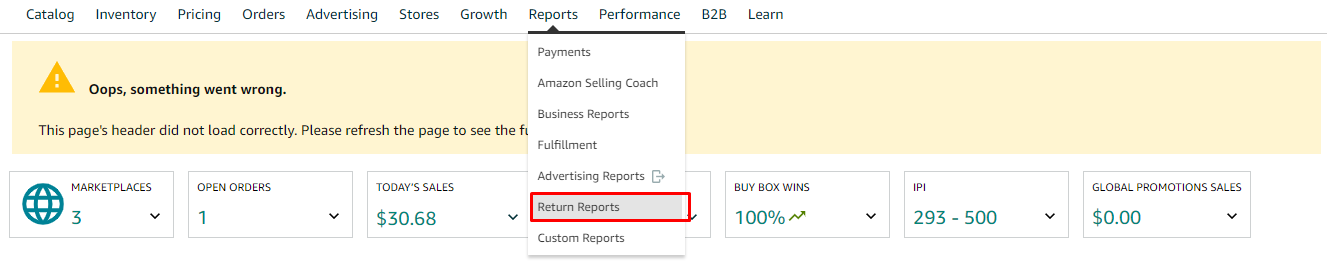 Catalog Inventory Pricing Orders Advertising Stores Growth Reports Performance B2B Learn
Payments
Amazon Selling Coach
Business Reports
Fulfillment
Advertising Reports
Return Reports
Custom Reports
Oops, something went wrong.
This page's header did not load correctly. Please refresh the page to see the
MARKETPLACES
3
OPEN ORDERS
1
TODAY'S SALES
$30.68
BUY BOX WINS
100%
IPI
293 - 500
GLOBAL PROMOTIONS SALES
$0.00